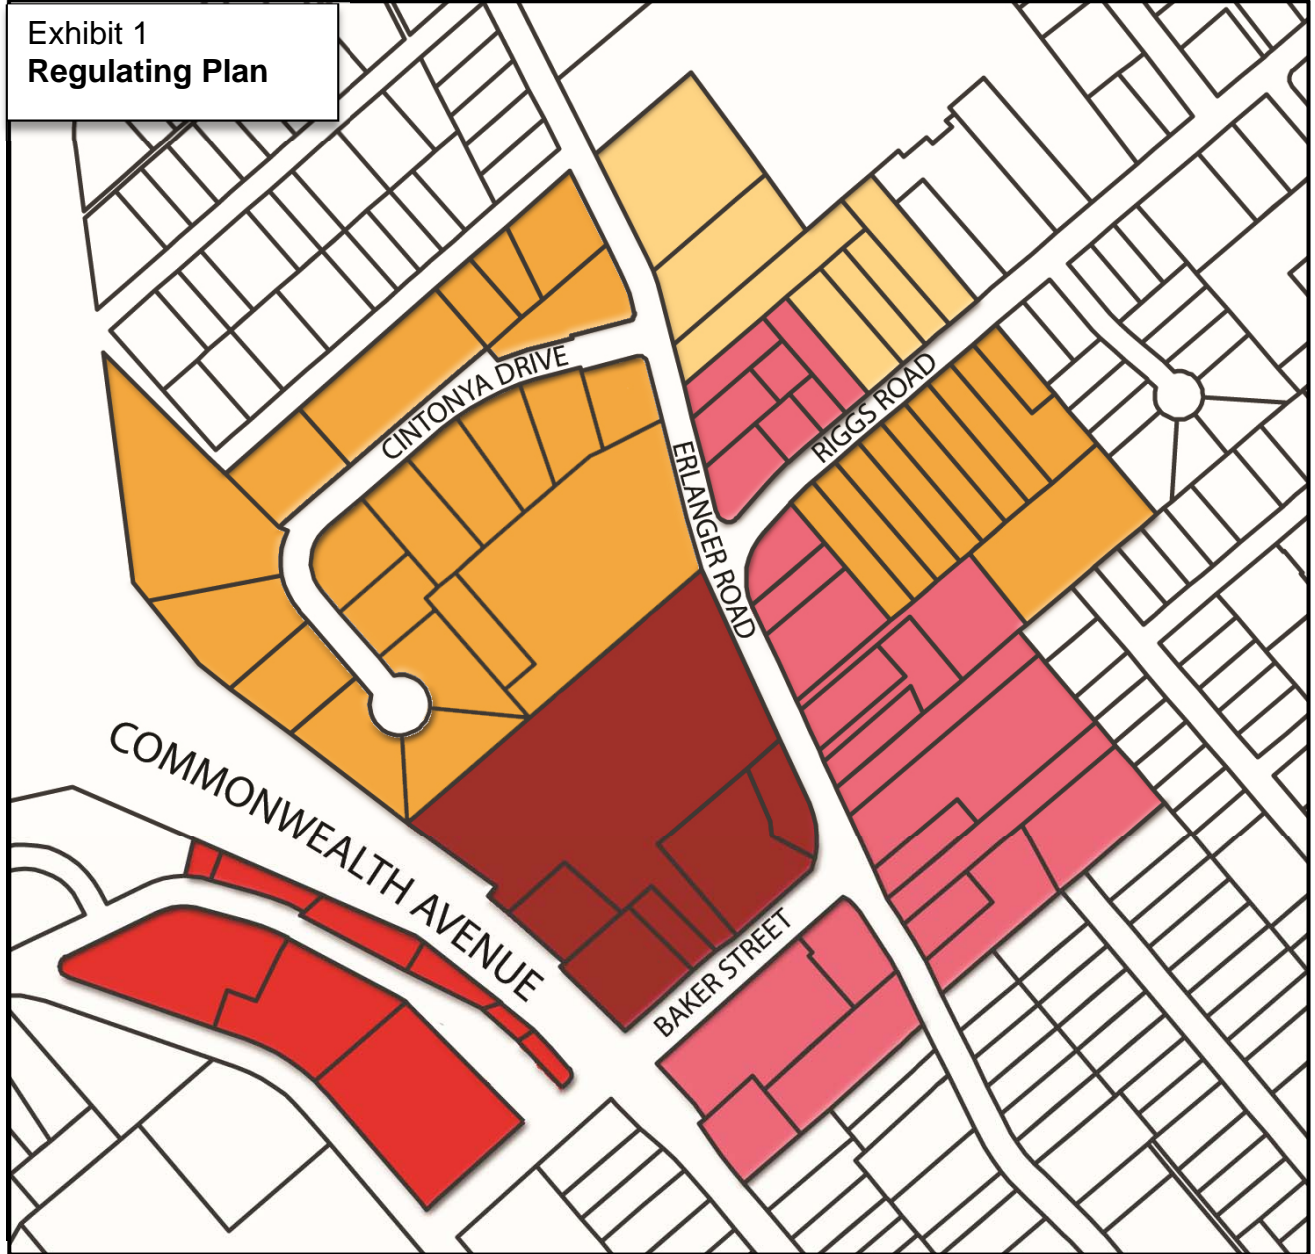 Exhibit 1
Regulating Plan
CINTONYA DRIVE
RIGGS ROAD
ERLANGER ROAD
COMMONWEALTH AVENUE
BAKER STREET